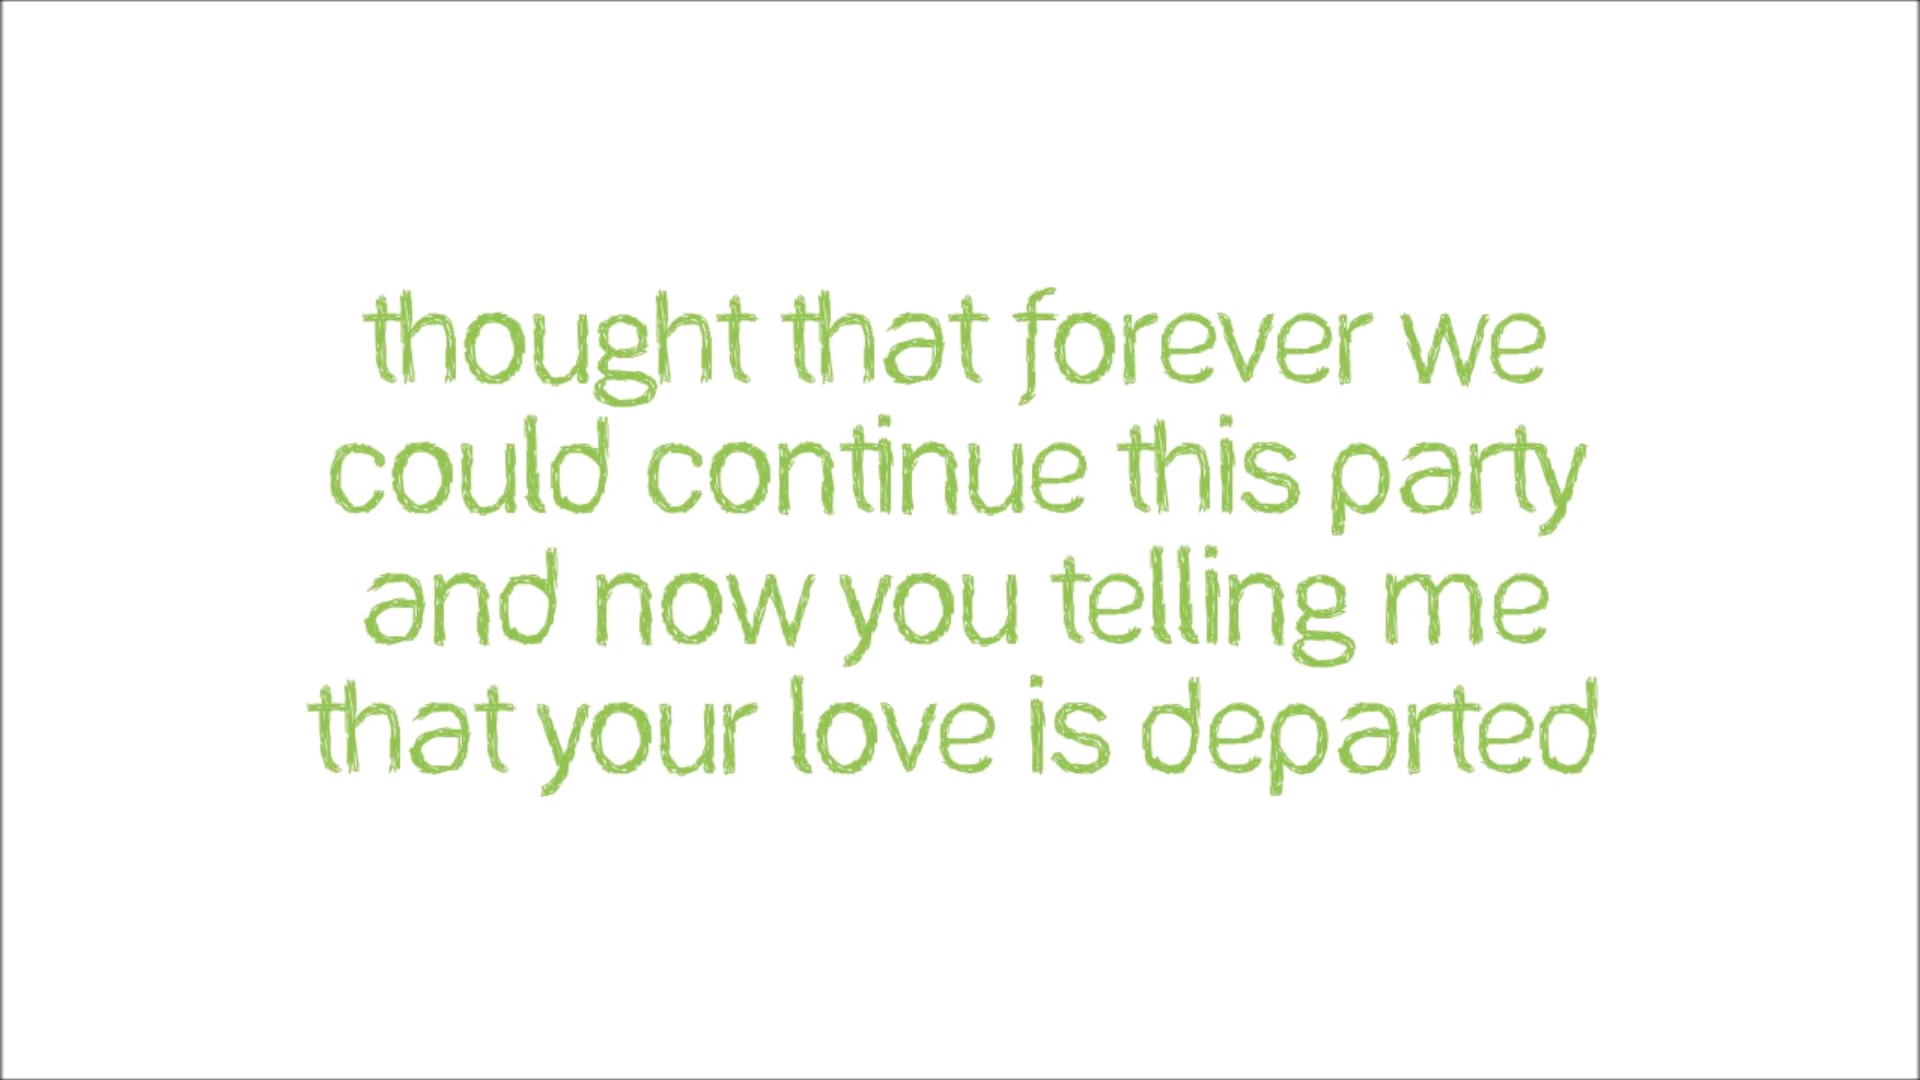 thought that forever we
could continue this party
and now you telling me
that your love is departed